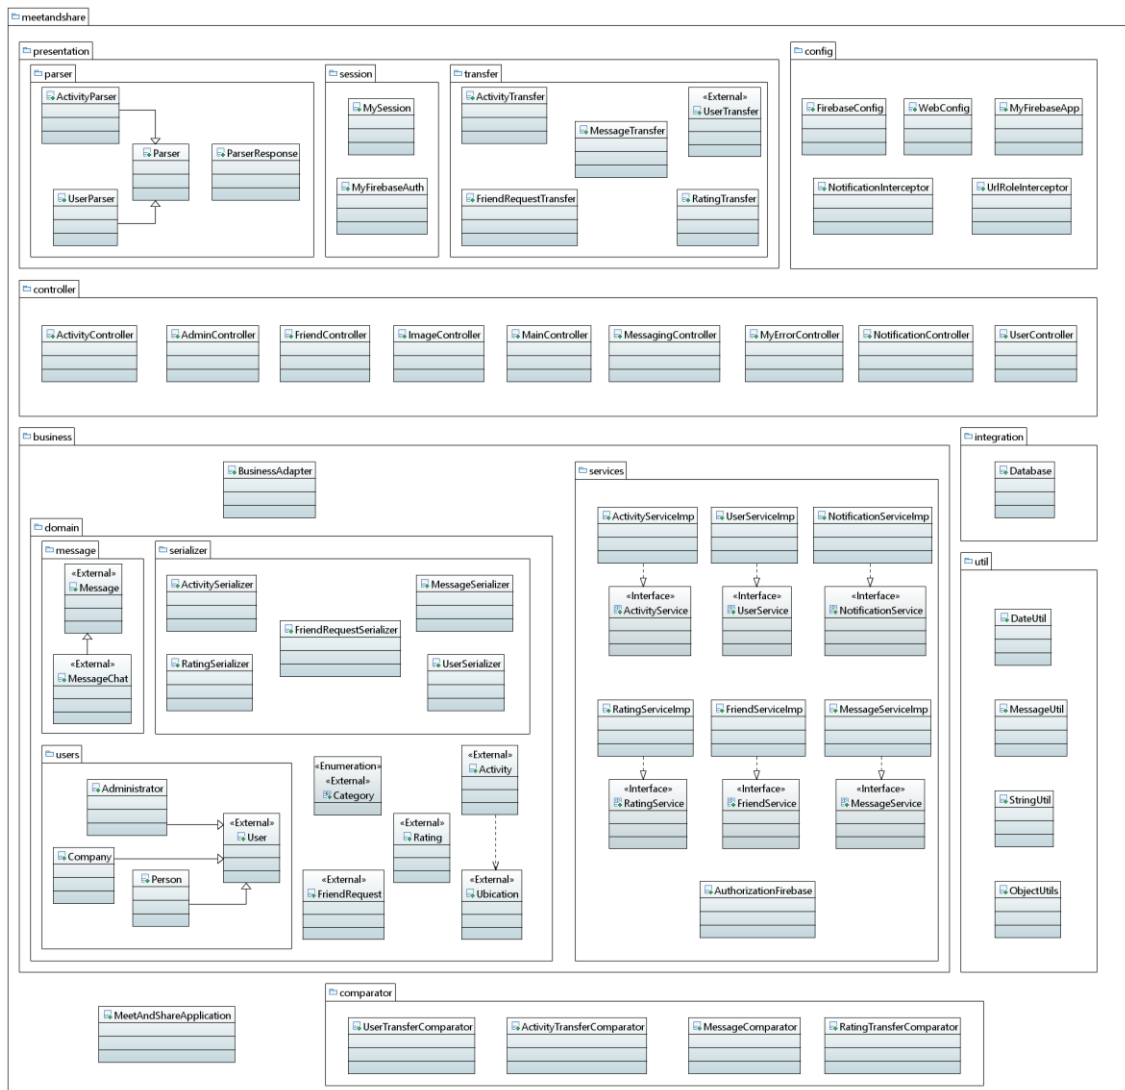 meetandshare
presentation
parser
ActivityParser
Parser
ParserResponse
UserParser
session
MySession
MyFirebaseAuth
transfer
ActivityTransfer
«External»
UserTransfer
MessageTransfer
FriendRequestTransfer
RatingTransfer
config
FirebaseConfig
WebConfig
MyFirebaseApp
NotificationInterceptor
UrlRoleInterceptor
controller
ActivityController
AdminController
FriendController
ImageController
MainController
MessagingController
MyErrorController
NotificationController
UserController
business
BusinessAdapter
domain
message
«External»
Message
«External»
MessageChat
serializer
ActivitySerializer
MessageSerializer
FriendRequestSerializer
RatingSerializer
UserSerializer
users
Administrator
«External»
User
Company
Person
«Enumeration»
«External»
Category
«External»
Activity
«External»
Rating
«External»
FriendRequest
«External»
Ubication
services
ActivityServiceImp
UserServiceImp
NotificationServiceImp
«Interface»
ActivityService
«Interface»
UserService
«Interface»
NotificationService
RatingServiceImp
FriendServiceImp
MessageServiceImp
«Interface»
RatingService
«Interface»
FriendService
«Interface»
MessageService
AuthorizationFirebase
integration
Database
util
DateUtil
MessageUtil
StringUtil
ObjectUtils
MeetAndShareApplication
comparator
UserTransferComparator
ActivityTransferComparator
MessageComparator
RatingTransferComparator